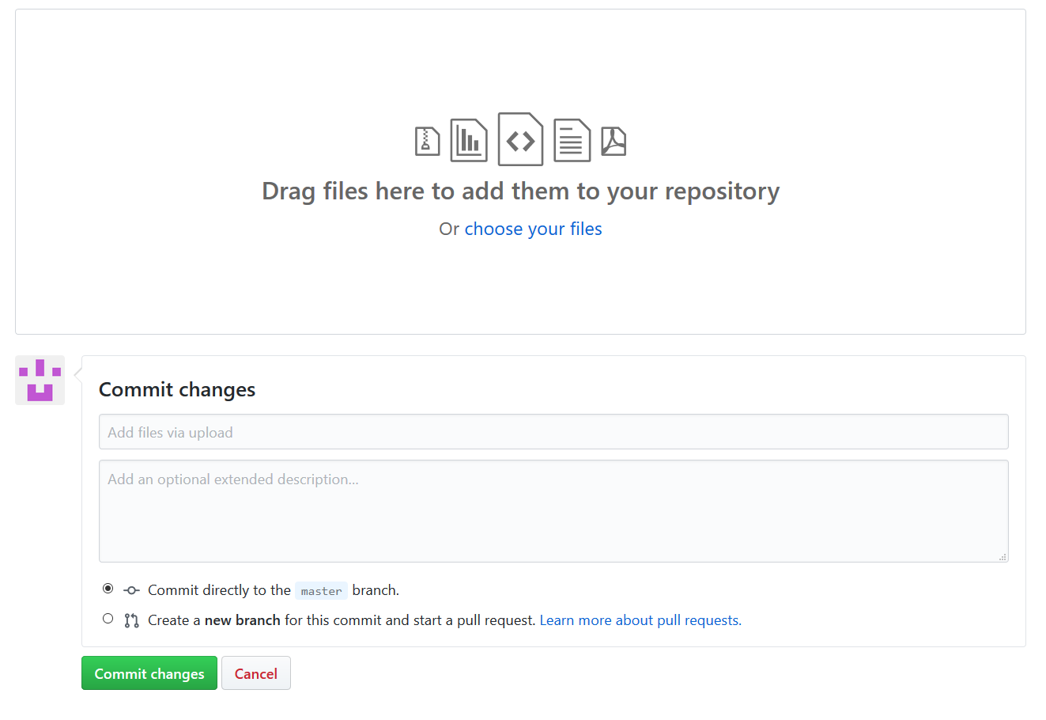 Drag files here to add them to your repository
Or choose your files
Commit changes
Add files via upload
Add an optional extended description...
Commit directly to the master branch.
Create a new branch for this commit and start a pull request. Learn more about pull requests.
Commit changes Cancel